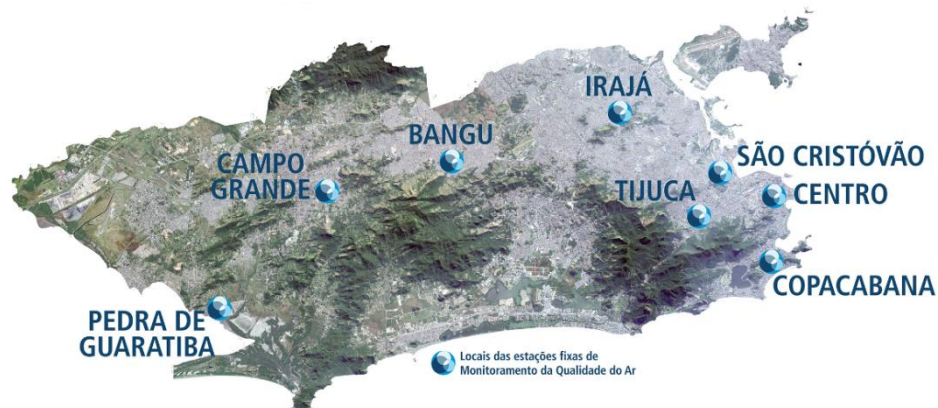 IRAJÁ
BANGU
SÃO CRISTÓVÃO
CAMPO
GRANDE
TIJUCA
CENTRO
COPACABANA
PEDRA DE
GUARATIBA
Locais das estações fixas de
Monitoramento da Qualidade do Ar